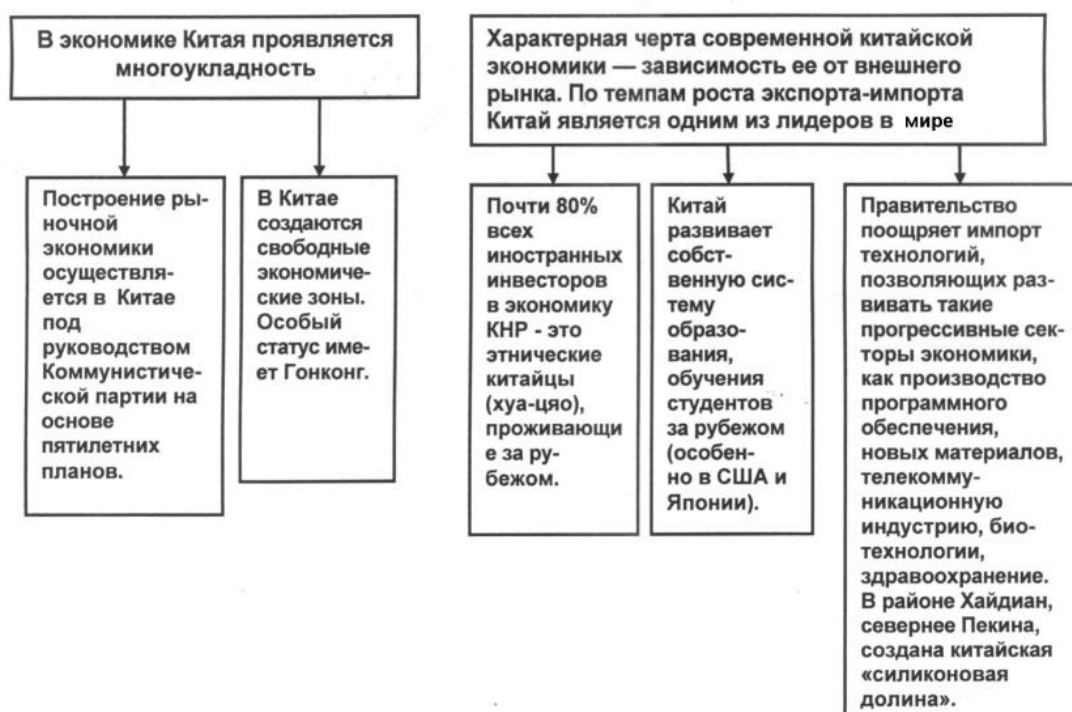 В экономике Китая проявляется
многоукладность
Построение ры-
ночной
экономики
осуществля-
ется в Китае
под
руководством
Коммунистиче-
ской партии на
основе
пятилетних
планов.
В Китае
создаются
свободные
экономиче-
ские зоны.
Особый
статус име-
ет Гонконг.
Характерная черта современной китайской
экономики — зависимость ее от внешнего
рынка. По темпам роста экспорта-импорта
Китай является одним из лидеров в мире
Почти 80%
всех
иностранных
инвесторов
в экономику
КНР - это
этнические
китайцы
(хуа-цяо),
проживающи
е за ру-
бежом.
Китай
развивает
собст-
венную сис-
тему
образо-
вания,
обучения
студентов
за рубежом
(особен-
но в США и
Японии).
Правительство
поощряет импорт
технологий,
позволяющих раз-
вивать такие
прогрессивные сек-
торы экономики,
как производство
программного
обеспечения,
новых материалов,
телекомму-
никационную
индустрию, био-
технологии,
здравоохранение.
В районе Хайдиан,
севернее Пекина,
создана китайская
«силиконовая
долина».